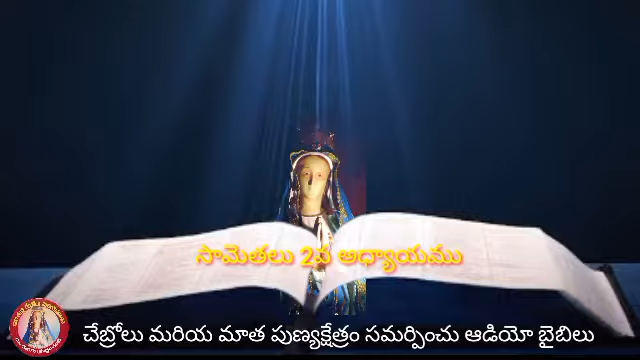 సామెతలు 2వ అధ్యాయము
చేబ్రోలు మరియ మాత పుణ్యక్షేత్రం సమర్పించు ఆడియో బైబిలు